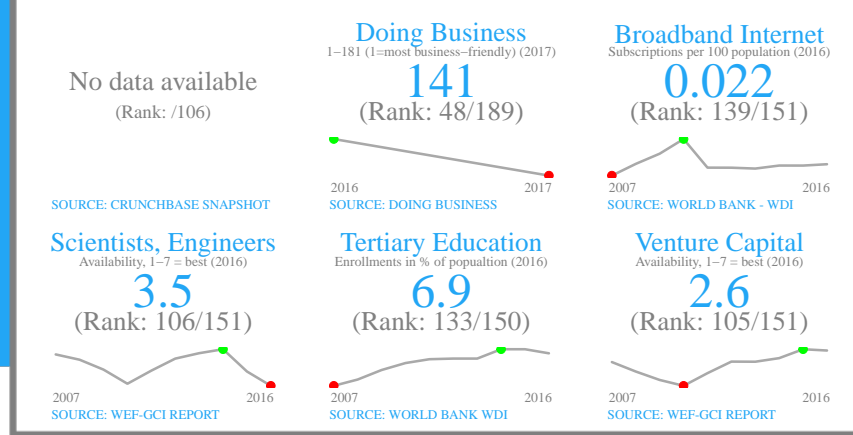 No data available
(Rank: /106)
SOURCE: CRUNCHBASE SNAPSHOT
Doing Business
1−181 (1=most business−friendly) (2017)
141
(Rank: 48/189)
2016 2017
SOURCE: DOING BUSINESS
Broadband Internet
Subscriptions per 100 population (2016)
0.022
(Rank: 139/151)
2007 2016
SOURCE: WORLD BANK - WDI
Scientists, Engineers
Availability, 1−7 = best (2016)
3.5
(Rank: 106/151)
2007 2016
SOURCE: WEF-GCI REPORT
Tertiary Education
Enrollments in % of popualtion (2016)
6.9
(Rank: 133/150)
2007 2016
SOURCE: WORLD BANK WDI
Venture Capital
Availability, 1−7 = best (2016)
2.6
(Rank: 105/151)
2007 2016
SOURCE: WEF-GCI REPORT